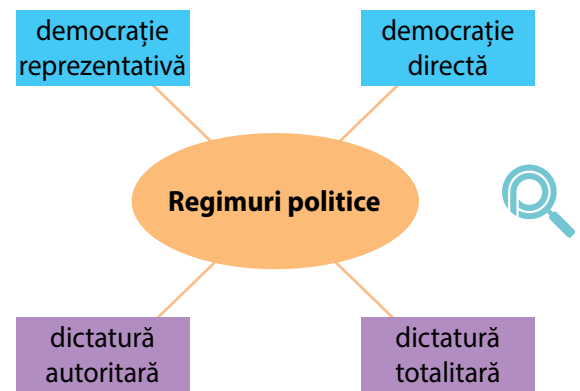 democrație
reprezentativă
democrație
directă
Regimuri politice
dictatură
autoritară
dictatură
totalitară